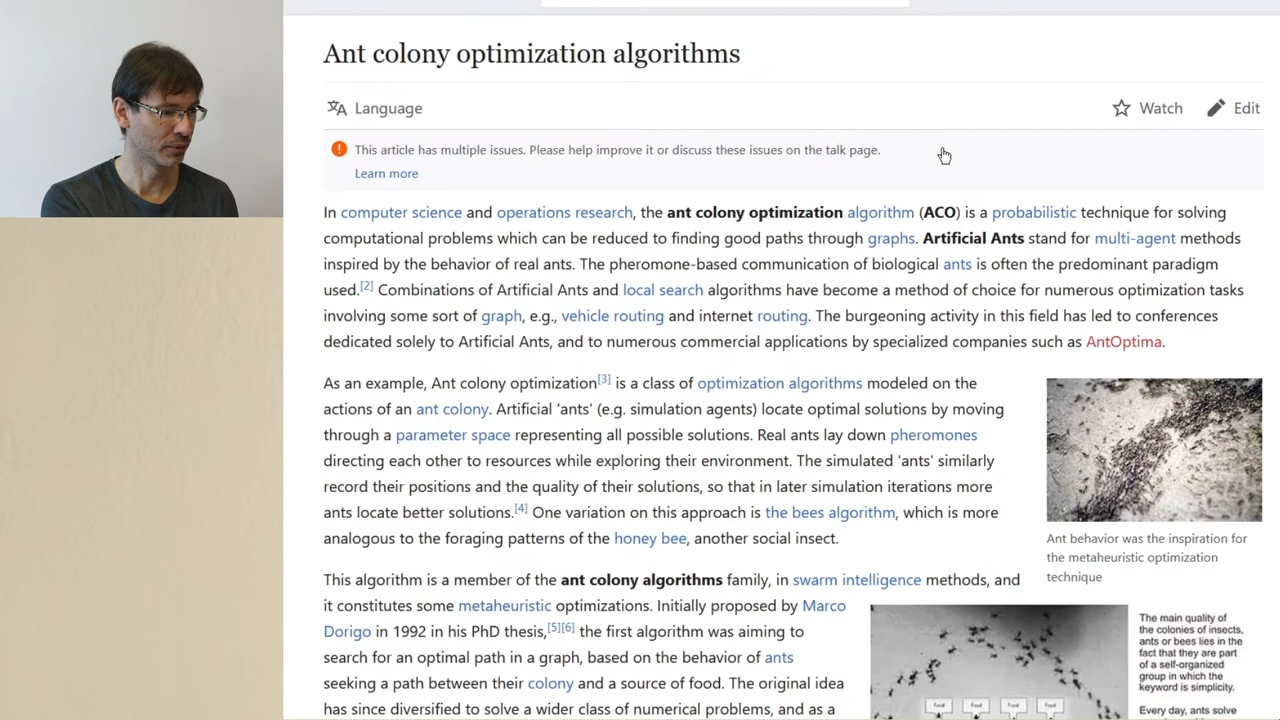 Ant colony optimization algorithms
Language
Watch
Edit
This article has multiple issues. Please help improve it or discuss these issues on the talk page.
Learn more
In computer science and operations research, the ant colony optimization algorithm (ACO) is a probabilistic technique for solving
computational problems which can be reduced to finding good paths through graphs. Artificial Ants stand for multi-agent methods
inspired by the behavior of real ants. The pheromone-based communication of biological ants is often the predominant paradigm
used.[2] Combinations of Artificial Ants and local search algorithms have become a method of choice for numerous optimization tasks
involving some sort of graph, e.g., vehicle routing and internet routing. The burgeoning activity in this field has led to conferences
dedicated solely to Artificial Ants, and to numerous commercial applications by specialized companies such as AntOptima.
As an example, Ant colony optimization[3] is a class of optimization algorithms modeled on the
actions of an ant colony. Artificial 'ants' (e.g. simulation agents) locate optimal solutions by moving
through a parameter space representing all possible solutions. Real ants lay down pheromones
directing each other to resources while exploring their environment. The simulated 'ants' similarly
record their positions and the quality of their solutions, so that in later simulation iterations more
ants locate better solutions.[4] One variation on this approach is the bees algorithm, which is more
analogous to the foraging patterns of the honey bee, another social insect.
Ant behavior was the inspiration for
the metaheuristic optimization
technique
This algorithm is a member of the ant colony algorithms family, in swarm intelligence methods, and
it constitutes some metaheuristic optimizations. Initially proposed by Marco
Dorigo in 1992 in his PhD thesis,[5][6] the first algorithm was aiming to
search for an optimal path in a graph, based on the behavior of ants
seeking a path between their colony and a source of food. The original idea
has since diversified to solve a wider class of numerical problems, and as a
Food Food Food Food
The main quality of
the colonies of insects,
ants or bees lies in the
fact that they are part
of a self-organized
group in which the
keyword is simplicity.
Every day, ants solve